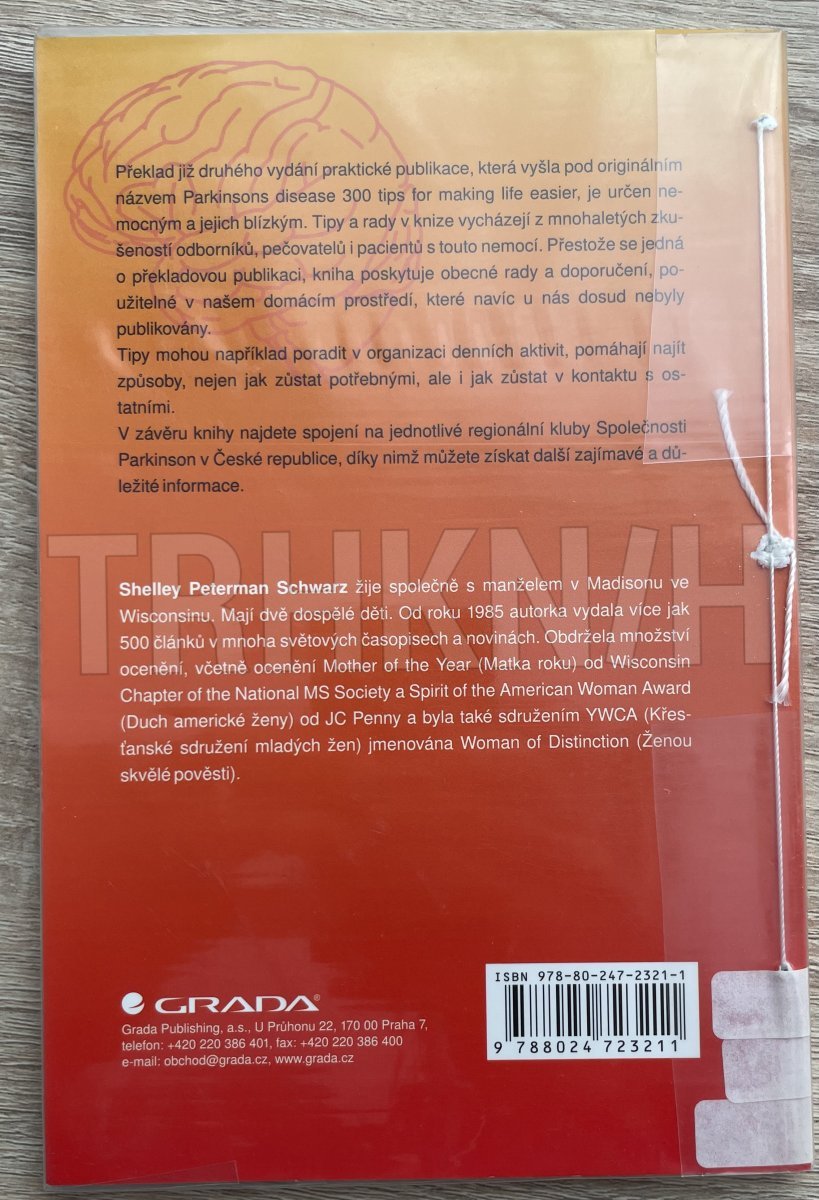 Překlad již druhého vydání praktické publikace, která vyšla pod originálním
názvem Parkinsons disease 300 tips for making life easier, je určen ne-
mocným a jejich blízkým. Tipy a rady v knize vycházejí z mnohaletých zku-
šeností odborníků, pečovatelů i pacientů s touto nemocí. Přestože se jedná
o překladovou publikaci, kniha poskytuje obecné rady a doporučení, po-
užitelné v našem domácím prostředí, které navíc u nás dosud nebyly
publikovány.
Tipy mohou například poradit v organizaci denních aktivit, pomáhají najít
způsoby, nejen jak zůstat potřebnými, ale i jak zůstat v kontaktu s os-
tatními.
V závěru knihy najdete spojení na jednotlivé regionální kluby Společnosti
Parkinson v České republice, díky nimž můžete získat další zajímavé a dů-
ležité informace.
TRHKNIH
Shelley Peterman Schwarz žije společně s manželem v Madisonu ve
Wisconsinu. Mají dvě dospělé děti. Od roku 1985 autorka vydala více jak
500 článků v mnoha světových časopisech a novinách. Obdržela množství
ocenění, včetně ocenění Mother of the Year (Matka roku) od Wisconsin
Chapter of the National MS Society a Spirit of the American Woman Award
(Duch americké ženy) od JC Penny a byla také sdružením YWCA (Křes-
ťanské sdružení mladých žen) jmenována Woman of Distinction (Ženou
skvělé pověsti).
GRADA®
Grada Publishing, a.s., U Průhonu 22, 170 00 Praha 7,
telefon: +420 220 386 401, fax: +420 220 386 400
e-mail: obchod@grada.cz, www.grada.cz
ISBN 978-80-247-2321-1
9 788024 723211